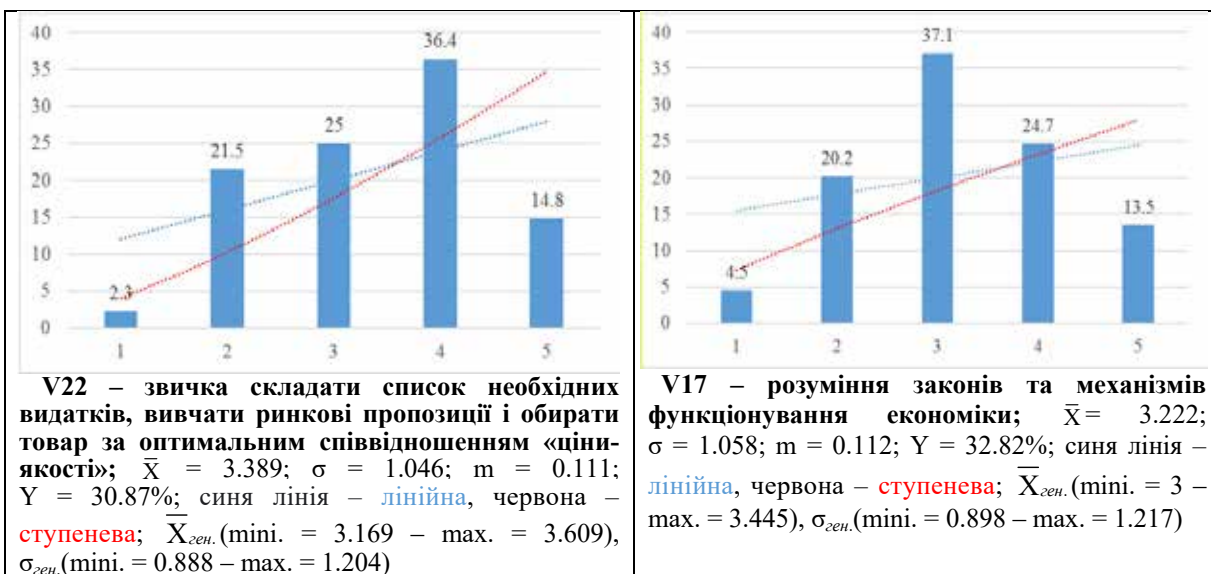 40
35
30
25
20
15
10
5
0
2.3
21.5
25
36.4
14.8
1 2 3 4 5
V22 – звичка складати список необхідних
видатків, вивчати ринкові пропозиції і обирати
товар за оптимальним співвідношенням «ціни-
якості»; X̅ = 3.389; σ = 1.046; m = 0.111;
Y = 30.87%; синя лінія – лінійна, червона –
ступенева; X̅ген.(mini. = 3.169 – max. = 3.609),
σген.(mini. = 0.888 – max. = 1.204)
40
35
30
25
20
15
10
5
0
4.5
20.2
37.1
24.7
13.5
1 2 3 4 5
V17 – розуміння законів та механізмів
функціонування економіки; X̅ = 3.222;
σ = 1.058; m = 0.112; Y = 32.82%; синя лінія –
лінійна, червона – ступенева; X̅ген.(mini. = 3 –
max. = 3.445), σген.(mini. = 0.898 – max. = 1.217)